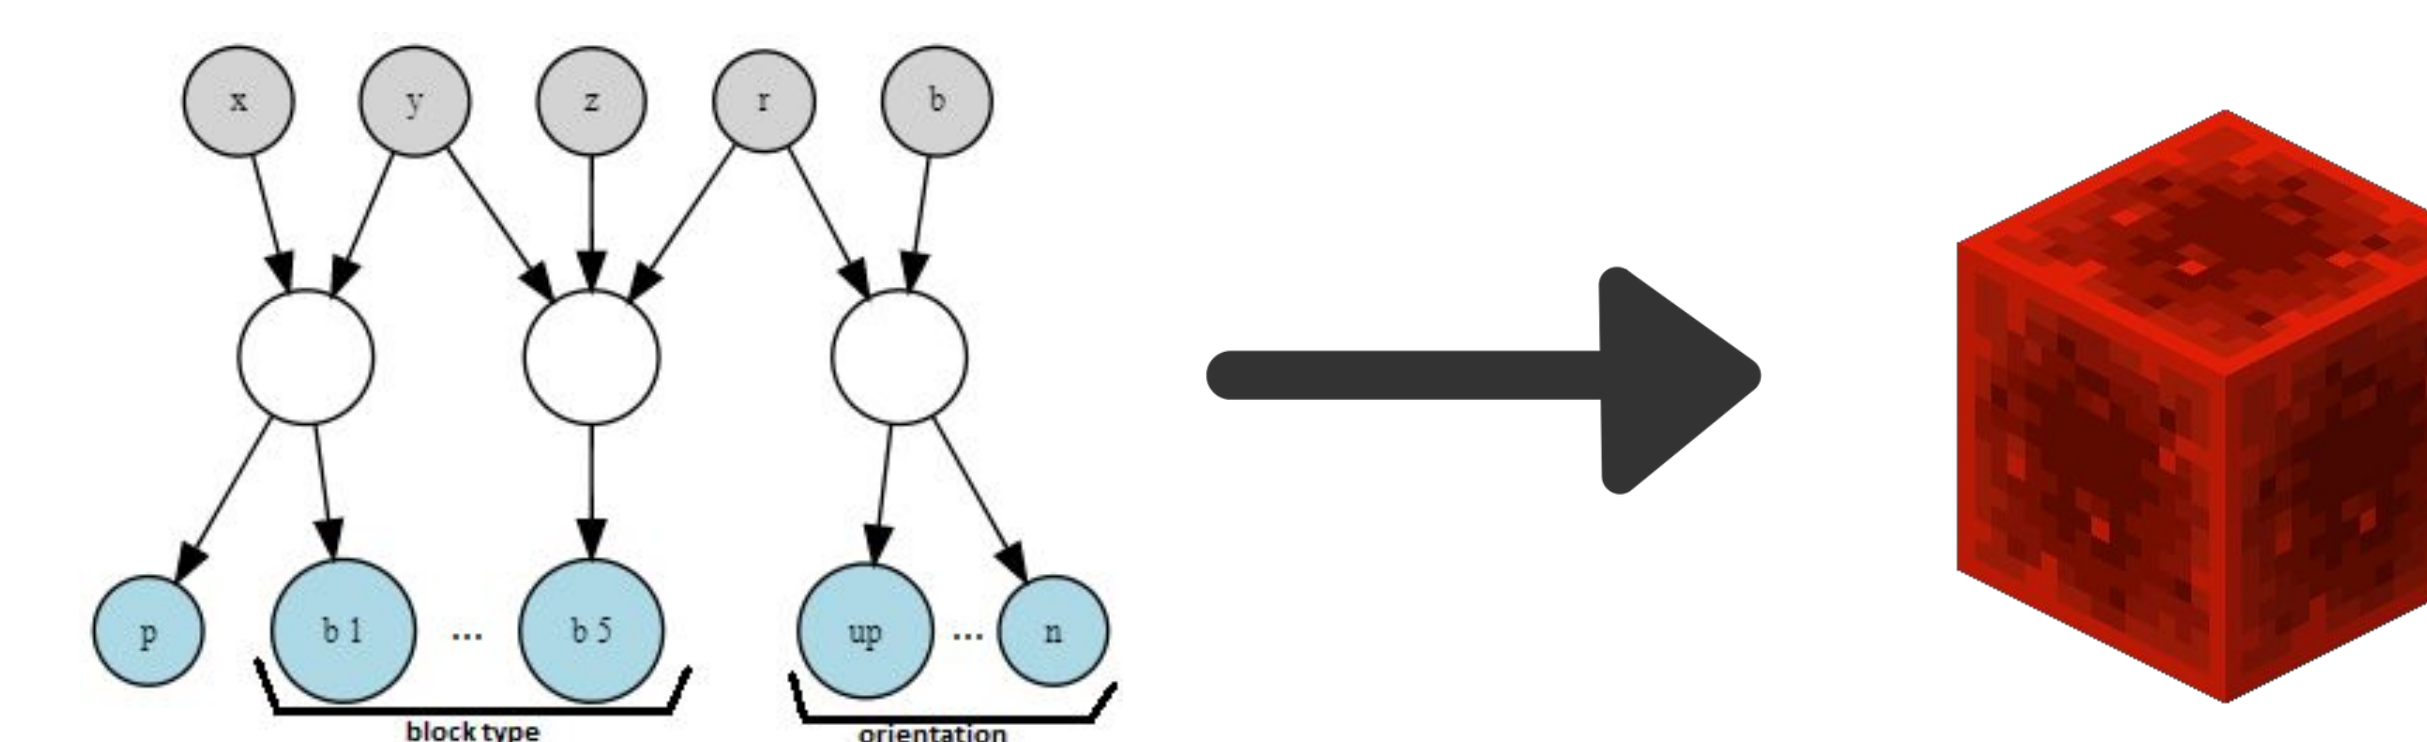 x y z r b
p b 1 ... b 5 up ... n
block type
orientation